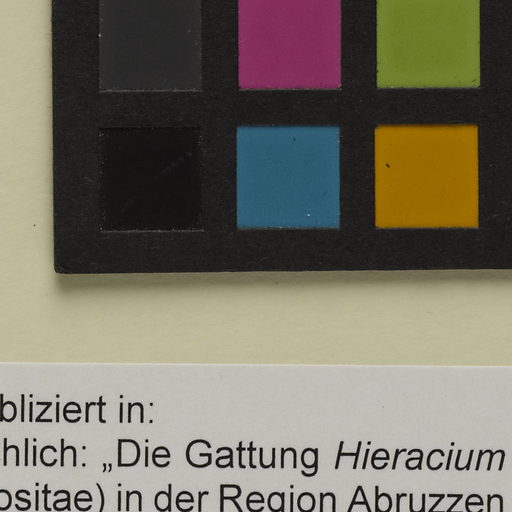 bliziert in:
hlich: „Die Gattung Hieracium
ositae) in der Region Abruzzen